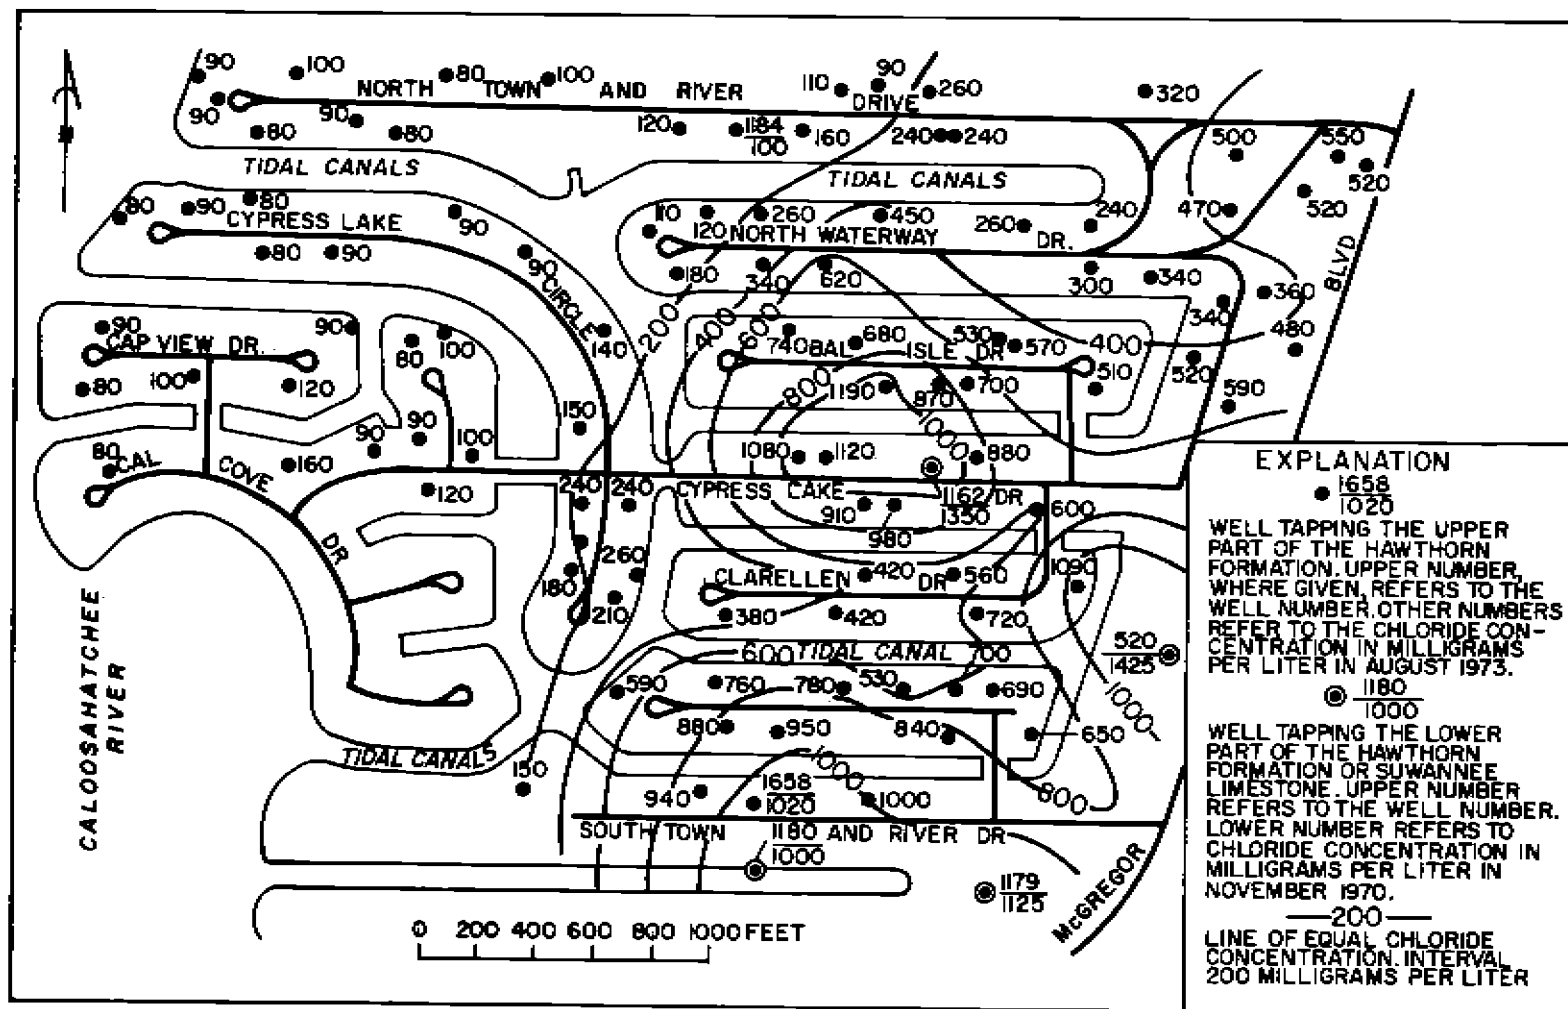 90 100 80 100 110 90 260 320
NORTH TOWN AND RIVER DRIVE
90 80 90 80 120 1184 160 240 240 500 550
100
520
TIDAL CANALS
TIDAL CANALS
80 90 80 90 110 120 260 450 260 240 470 520
CYPRESS LAKE CIRCLE
NORTH WATERWAY DR.
BLVD
80 90 90 180 340 620 300 340 360
340 480
200 400 600 400
90 90 80 100 140 740 680 530 570
CAP VIEW DR.
BAL ISLE DR
80 100 120 800 1190 870 700 510 520 590
150 1000
80 160 90 90 100 1080 1120 880
CAL COVE DR
CYPRESS LAKE DR
120 240 240 910 980 1162 600
1350
180 260 210 420 560 1090
CLARELLEN DR
380 420 720
520
1425
600 TIDAL CANAL 700
590 760 780 530 690
1000
880 950 840 650
TIDAL CANALS
150 1000 800
940 1658 1000
1020
SOUTH TOWN AND RIVER DR
1180
1000
1179
1125
McGREGOR
CALOOSAHATCHEE
RIVER
0 200 400 600 800 1000 FEET
EXPLANATION
1658
1020
WELL TAPPING THE UPPER
PART OF THE HAWTHORN
FORMATION. UPPER NUMBER,
WHERE GIVEN, REFERS TO THE
WELL NUMBER. OTHER NUMBERS
REFER TO THE CHLORIDE CON-
CENTRATION IN MILLIGRAMS
PER LITER IN AUGUST 1973.
1180
1000
WELL TAPPING THE LOWER
PART OF THE HAWTHORN
FORMATION OR SUWANNEE
LIMESTONE. UPPER NUMBER
REFERS TO THE WELL NUMBER.
LOWER NUMBER REFERS TO
CHLORIDE CONCENTRATION IN
MILLIGRAMS PER LITER IN
NOVEMBER 1970.
200
LINE OF EQUAL CHLORIDE
CONCENTRATION. INTERVAL
200 MILLIGRAMS PER LITER